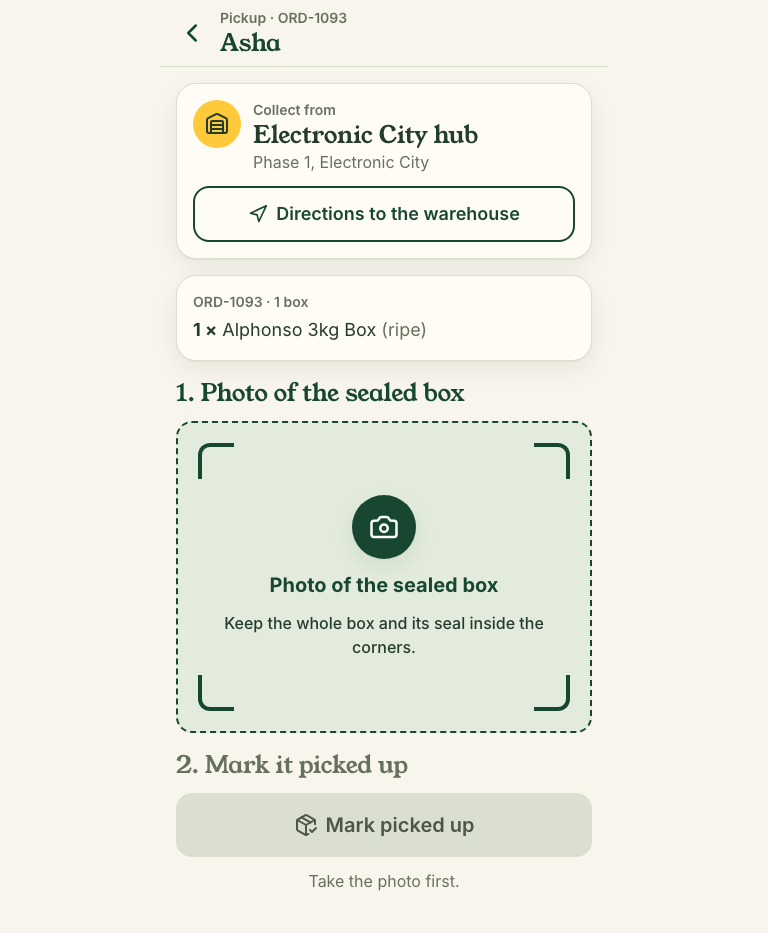 Pickup · ORD-1093
Asha
Collect from
Electronic City hub
Phase 1, Electronic City
Directions to the warehouse
ORD-1093 · 1 box
1 × Alphonso 3kg Box (ripe)
1. Photo of the sealed box
Photo of the sealed box
Keep the whole box and its seal inside the
corners.
2. Mark it picked up
Mark picked up
Take the photo first.